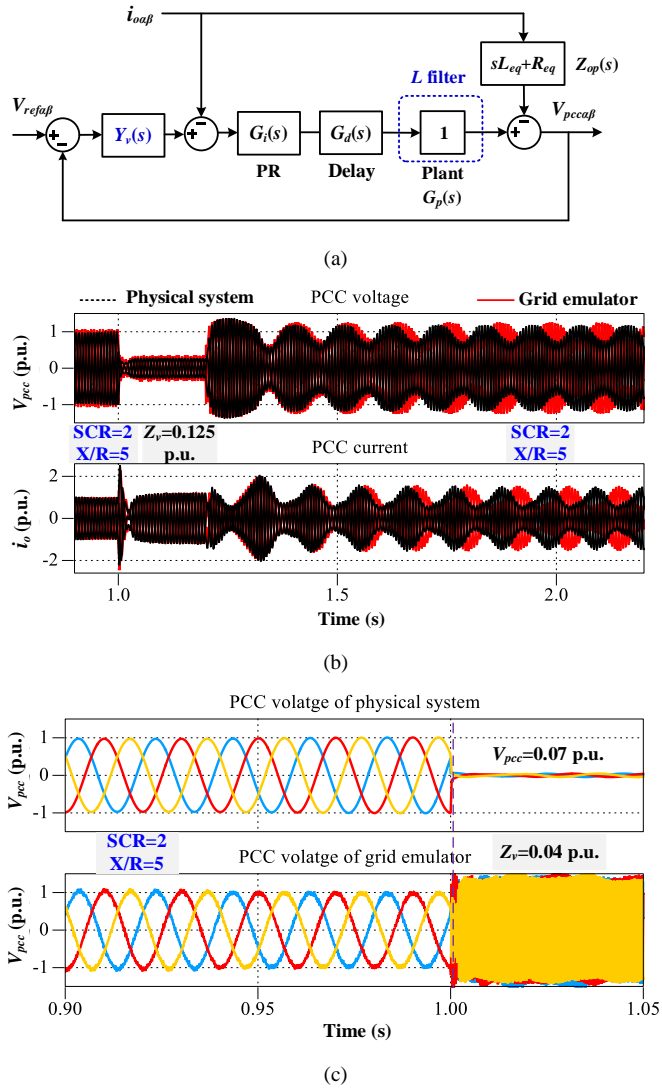 i_oαβ
sL_eq+R_eq
Z_op(s)
L filter
V_refαβ
V_pccαβ
Y_v(s)
G_i(s)
G_d(s)
1
PR
Delay
Plant
G_p(s)
(a)
Physical system
PCC voltage
Grid emulator
V_pcc (p.u.)
1
0
-1
SCR=2
X/R=5
Z_v=0.125
p.u.
PCC current
SCR=2
X/R=5
i_o (p.u.)
2
0
-2
1.0
1.5
2.0
Time (s)
(b)
PCC volatge of physical system
V_pcc (p.u.)
1
0
-1
V_pcc=0.07 p.u.
SCR=2
X/R=5
PCC volatge of grid emulator
Z_v=0.04 p.u.
V_pcc (p.u.)
1
0
-1
0.90
0.95
1.00
1.05
Time (s)
(c)